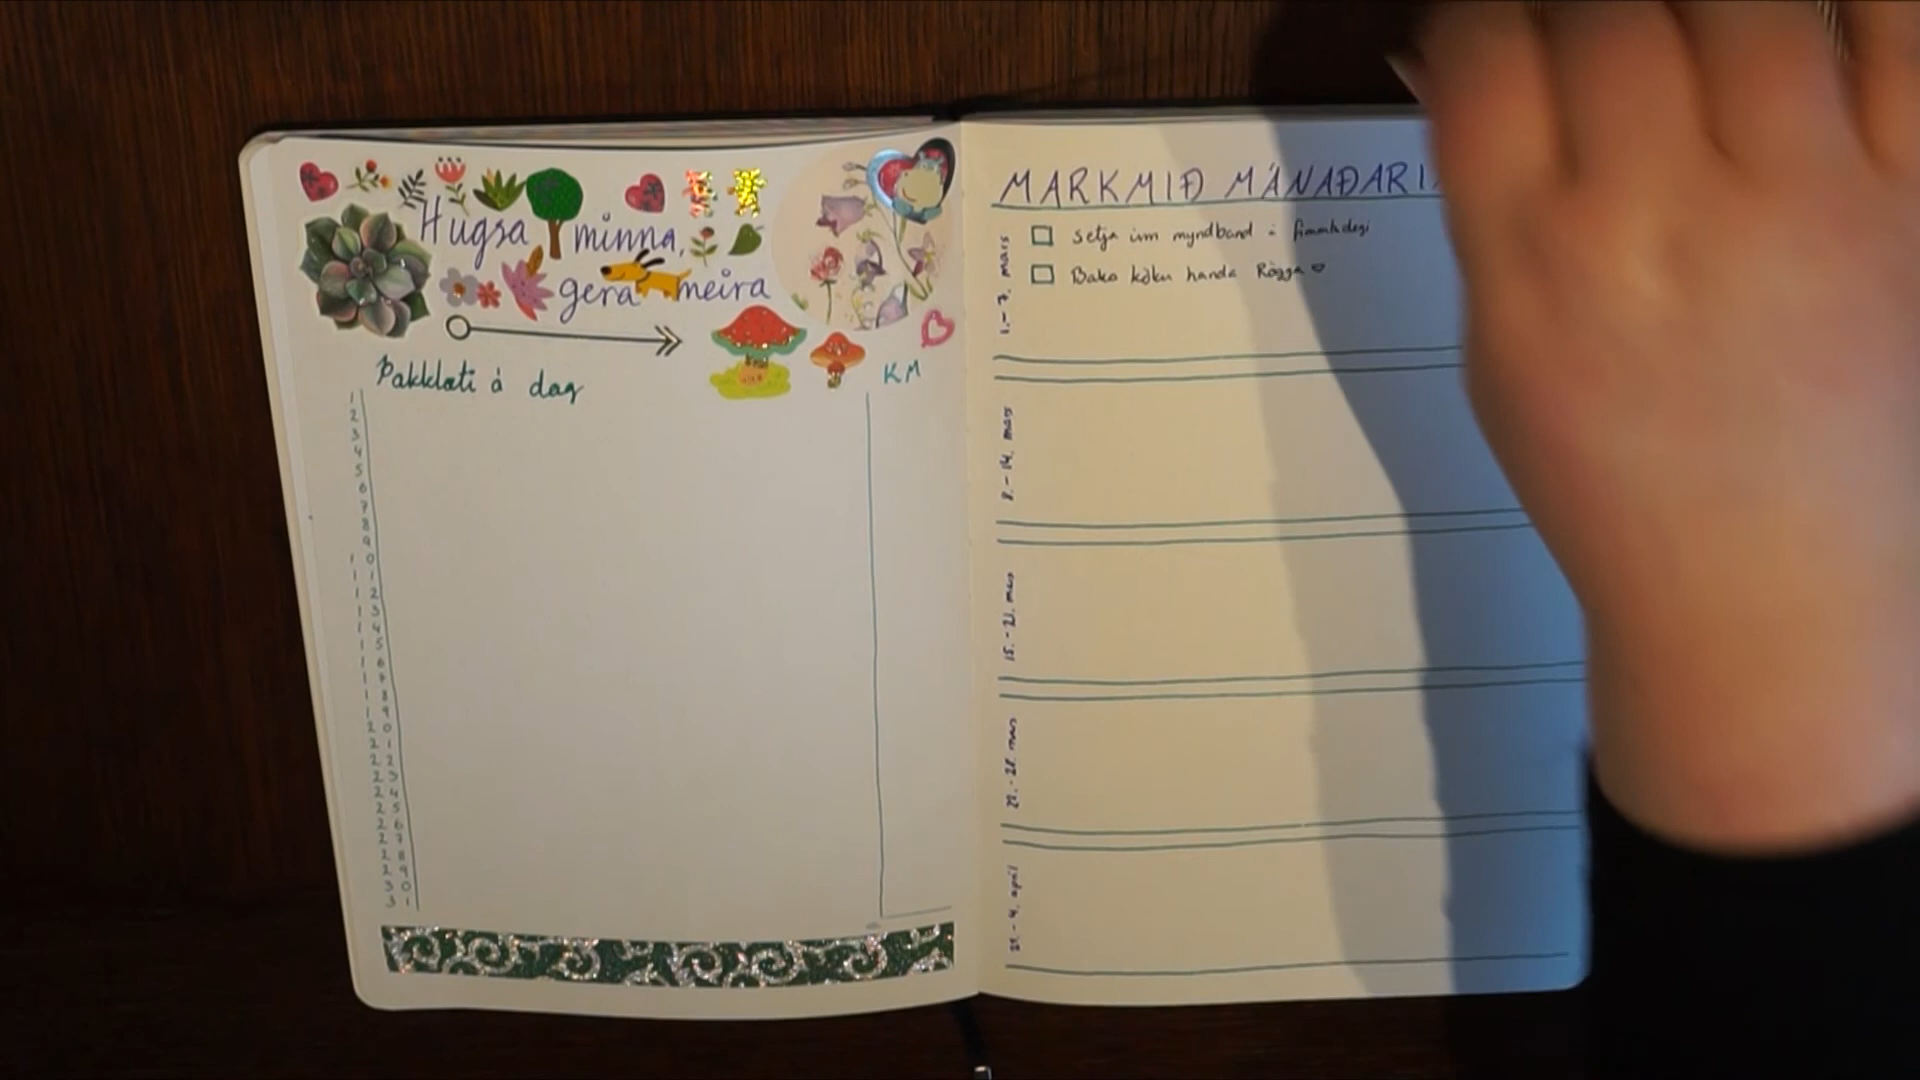 Hugsa minna,
gera meira
Þakklæti á dag
KM
1
2
3
4
5
6
7
8
9
10
11
12
13
14
15
16
17
18
19
20
21
22
23
24
25
26
27
28
29
30
31
MARKMIÐ MÁNAÐARI
1. - 7. mars
setja inn myndband á fimmtudegi
Baka köku handa Rögga
8. - 14. mars
15. - 21. mars
22. - 28. mars
29. - 4. apríl